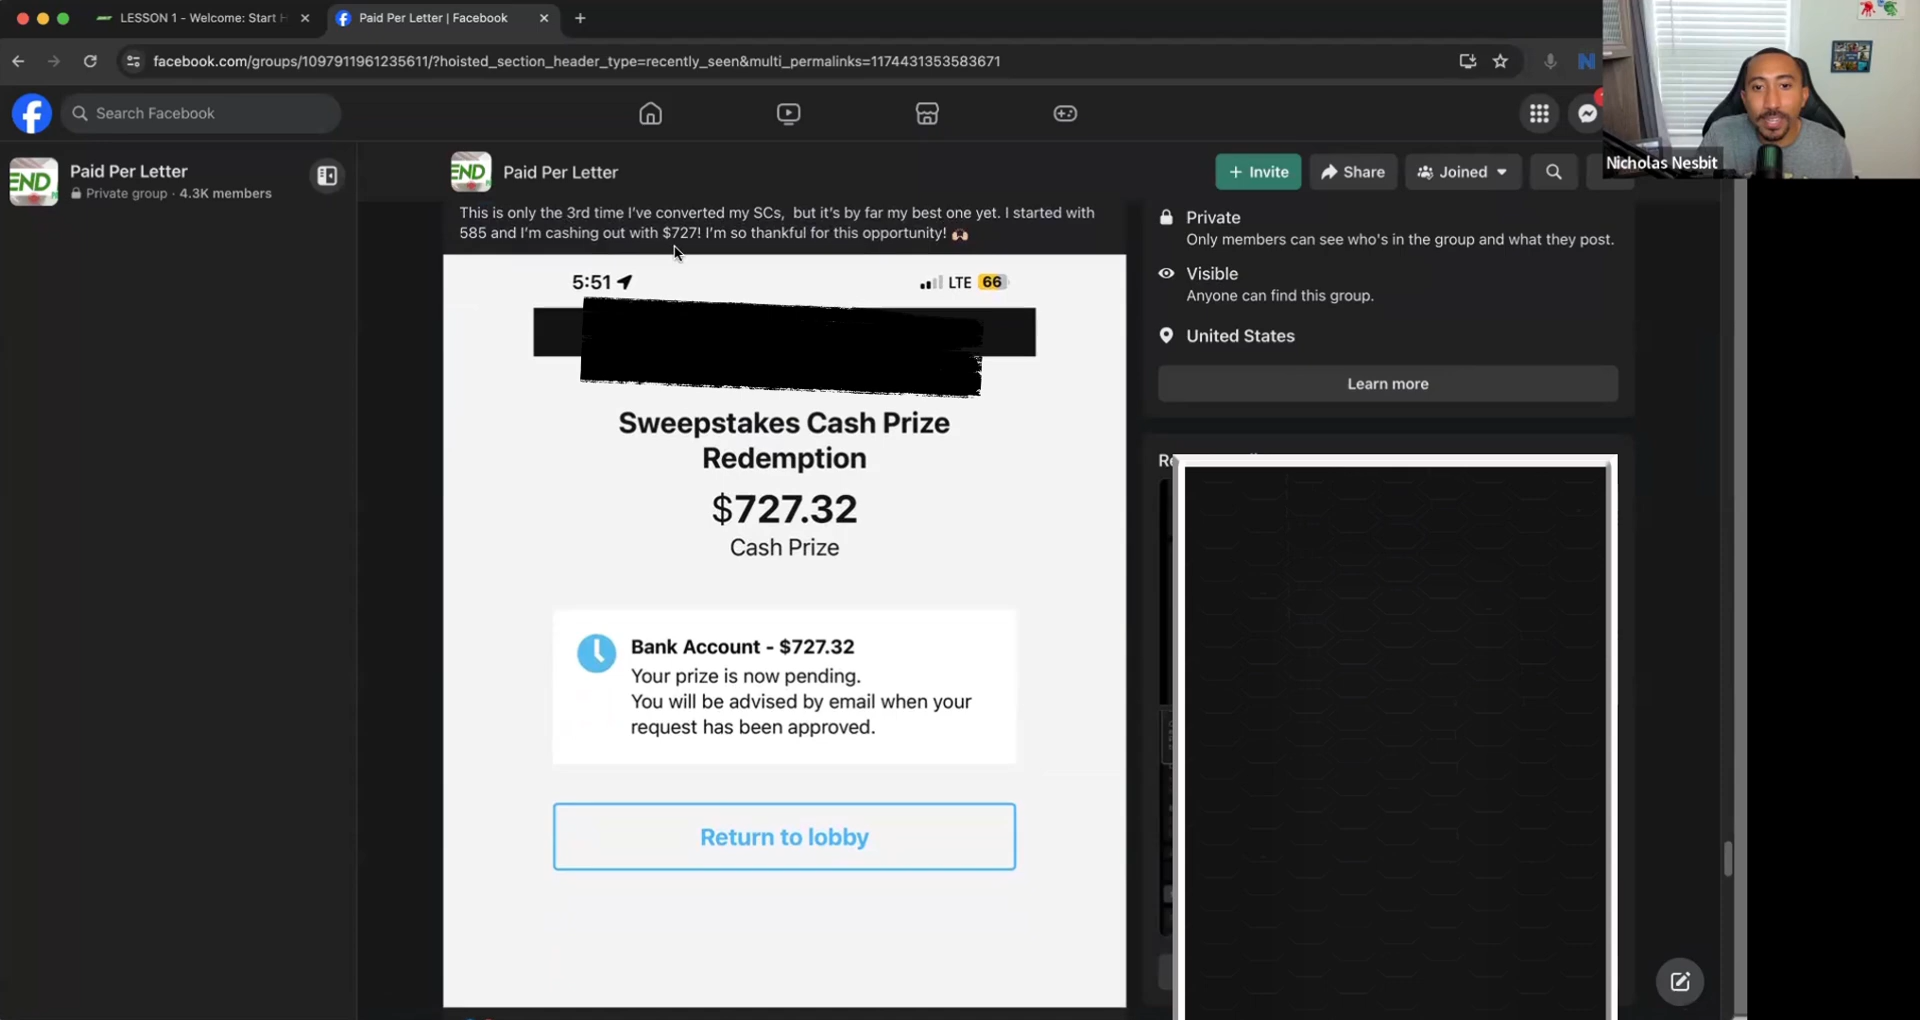 LESSON 1 - Welcome: Start H
Paid Per Letter | Facebook
facebook.com/groups/1097911961235611/?hoisted_section_header_type=recently_seen&multi_permalinks=1174431353583671
Search Facebook
Nicholas Nesbit
END
Paid Per Letter
Private group · 4.3K members
END
Paid Per Letter
+ Invite
Share
Joined
This is only the 3rd time I've converted my SCs, but it's by far my best one yet. I started with
585 and I'm cashing out with $727! I'm so thankful for this opportunity!
5:51
LTE 66
Sweepstakes Cash Prize
Redemption
$727.32
Cash Prize
Bank Account - $727.32
Your prize is now pending.
You will be advised by email when your
request has been approved.
Return to lobby
Private
Only members can see who's in the group and what they post.
Visible
Anyone can find this group.
United States
Learn more